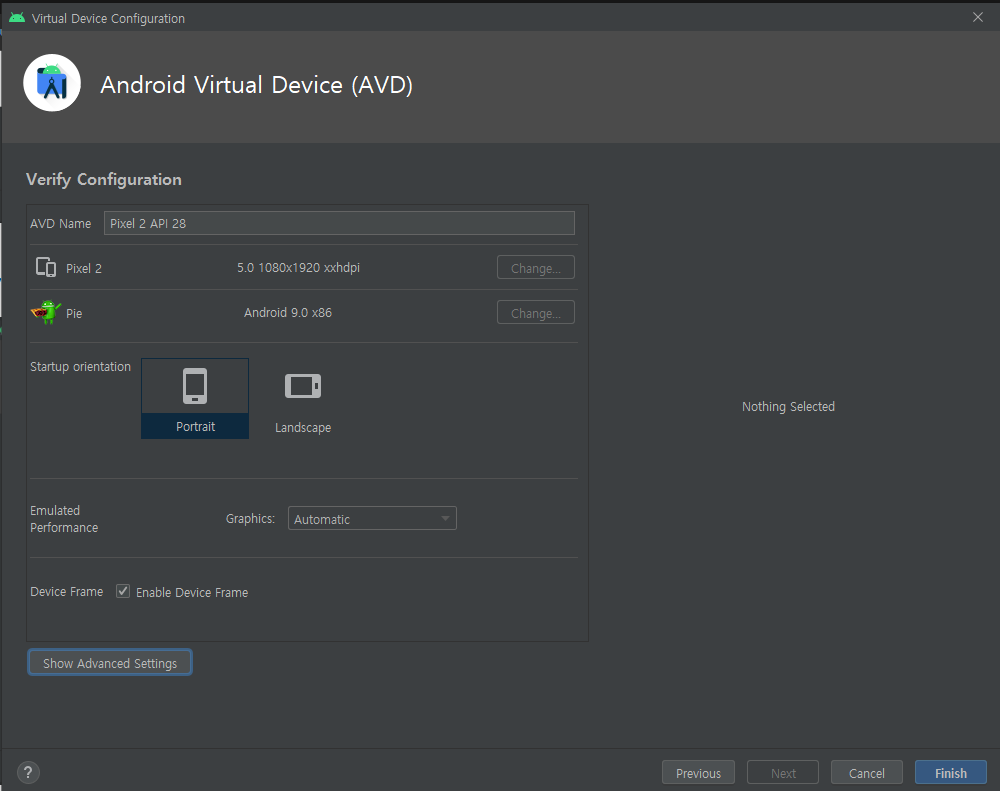 Virtual Device Configuration
Android Virtual Device (AVD)
Verify Configuration
AVD Name Pixel 2 API 28
Pixel 2 5.0 1080x1920 xxhdpi Change...
Pie Android 9.0 x86 Change...
Startup orientation
Portrait Landscape
Nothing Selected
Emulated
Performance
Graphics: Automatic
Device Frame Enable Device Frame
Show Advanced Settings
? Previous Next Cancel Finish